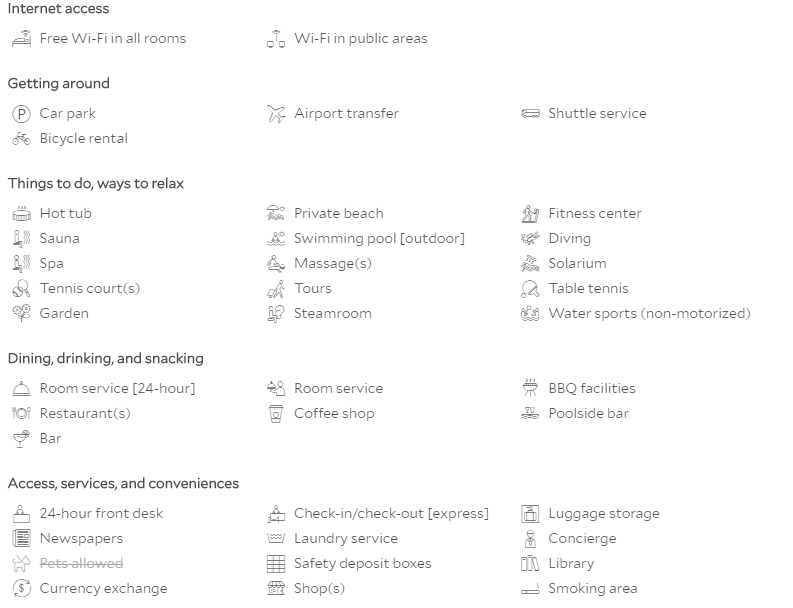 Internet access
Free Wi-Fi in all rooms
Wi-Fi in public areas
Getting around
Car park
Airport transfer
Shuttle service
Bicycle rental
Things to do, ways to relax
Hot tub
Private beach
Fitness center
Sauna
Swimming pool [outdoor]
Diving
Spa
Massage(s)
Solarium
Tennis court(s)
Tours
Table tennis
Garden
Steamroom
Water sports (non-motorized)
Dining, drinking, and snacking
Room service [24-hour]
Room service
BBQ facilities
Restaurant(s)
Coffee shop
Poolside bar
Bar
Access, services, and conveniences
24-hour front desk
Check-in/check-out [express]
Luggage storage
Newspapers
Laundry service
Concierge
Pets allowed
Safety deposit boxes
Library
Currency exchange
Shop(s)
Smoking area